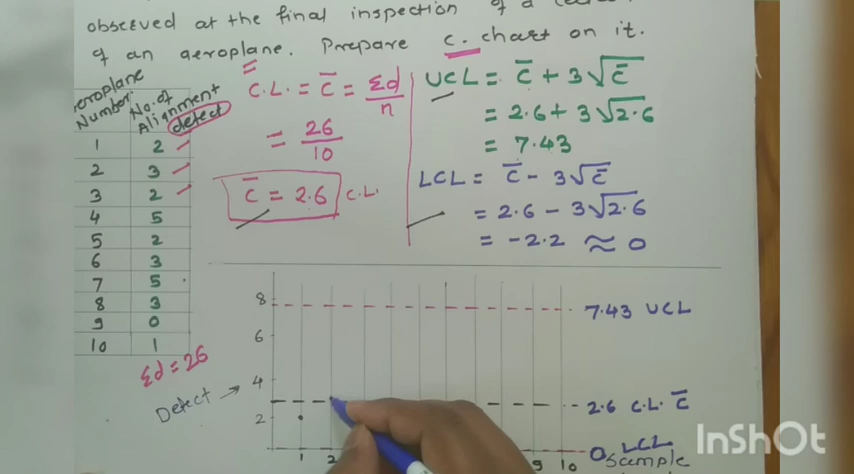 observed at the final inspection of a
of an aeroplane. Prepare c. chart on it.
Aeroplane Number
No. of Alignment defect
1 2
2 3
3 2
4 5
5 2
6 3
7 5
8 3
9 0
10 1
Σd = 26
C.L. = c̄ = Σd/n
= 26/10
c̄ = 2.6 C.L.
UCL = c̄ + 3√c̄
= 2.6 + 3√2.6
= 7.43
LCL = c̄ - 3√c̄
= 2.6 - 3√2.6
= -2.2 ≈ 0
8
6
4
2
Defect →
7.43 UCL
2.6 C.L. c̄
0 LCL
1 2 9 10 Sample
InShOt